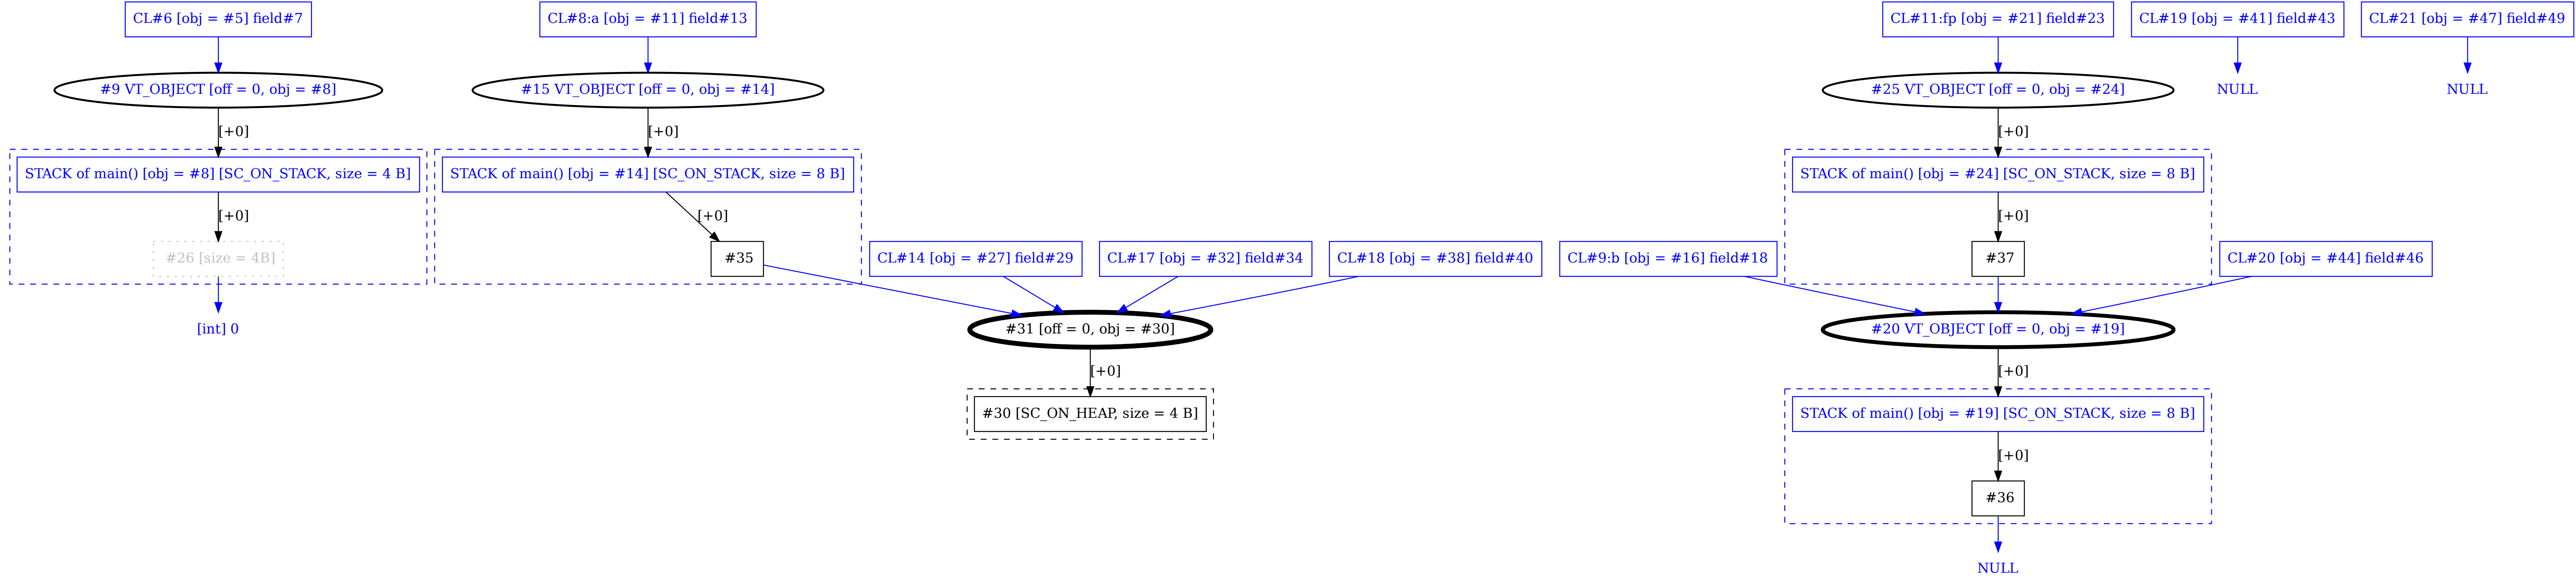 CL#6 [obj = #5] field#7
CL#8:a [obj = #11] field#13
CL#11:fp [obj = #21] field#23
CL#19 [obj = #41] field#43
CL#21 [obj = #47] field#49
#9 VT_OBJECT [off = 0, obj = #8]
#15 VT_OBJECT [off = 0, obj = #14]
#25 VT_OBJECT [off = 0, obj = #24]
NULL
NULL
[+0]
[+0]
[+0]
STACK of main() [obj = #8] [SC_ON_STACK, size = 4 B]
STACK of main() [obj = #14] [SC_ON_STACK, size = 8 B]
STACK of main() [obj = #24] [SC_ON_STACK, size = 8 B]
[+0]
[+0]
[+0]
#26 [size = 4B]
#35
CL#14 [obj = #27] field#29
CL#17 [obj = #32] field#34
CL#18 [obj = #38] field#40
CL#9:b [obj = #16] field#18
#37
CL#20 [obj = #44] field#46
[int] 0
#31 [off = 0, obj = #30]
#20 VT_OBJECT [off = 0, obj = #19]
[+0]
[+0]
#30 [SC_ON_HEAP, size = 4 B]
STACK of main() [obj = #19] [SC_ON_STACK, size = 8 B]
[+0]
#36
NULL